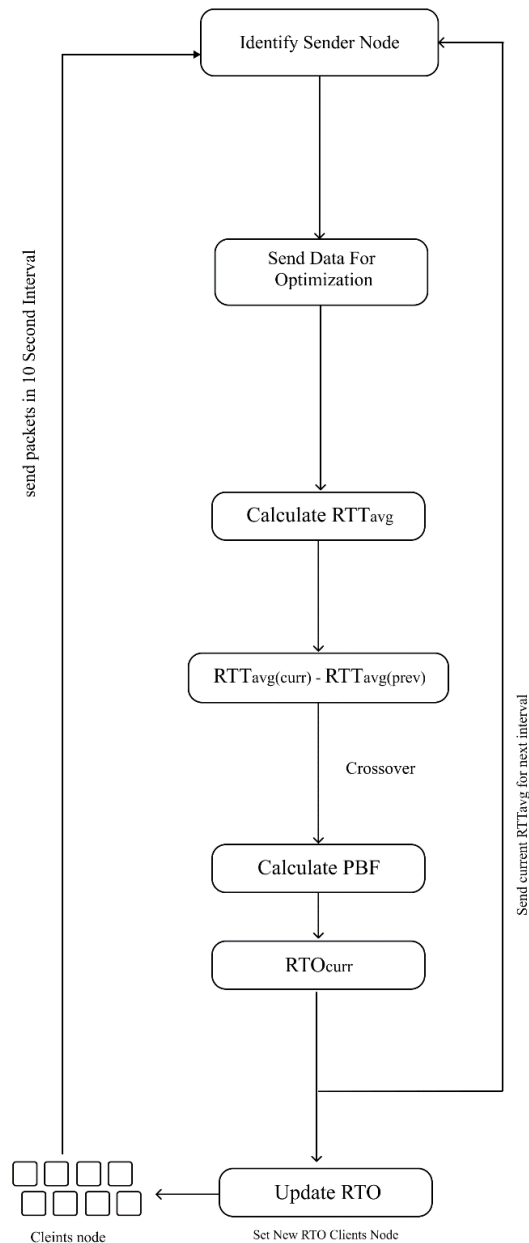 Identify Sender Node
Send Data For
Optimization
send packets in 10 Second Interval
Calculate RTTavg
RTTavg(curr) - RTTavg(prev)
Crossover
Send current RTTavg for next interval
Calculate PBF
RTOcurr
Update RTO
Cleints node
Set New RTO Clients Node